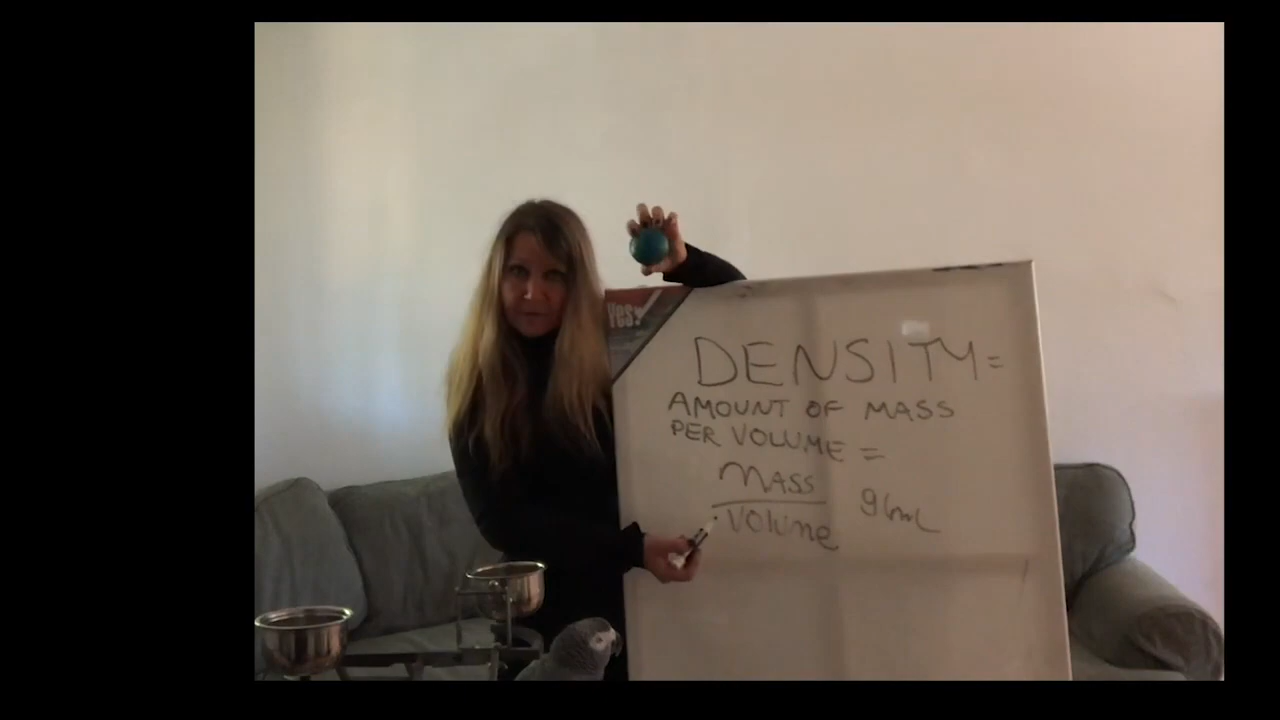 Yes!
DENSITY =
AMOUNT OF MASS
PER VOLUME =
MASS
VOLUME g/mL